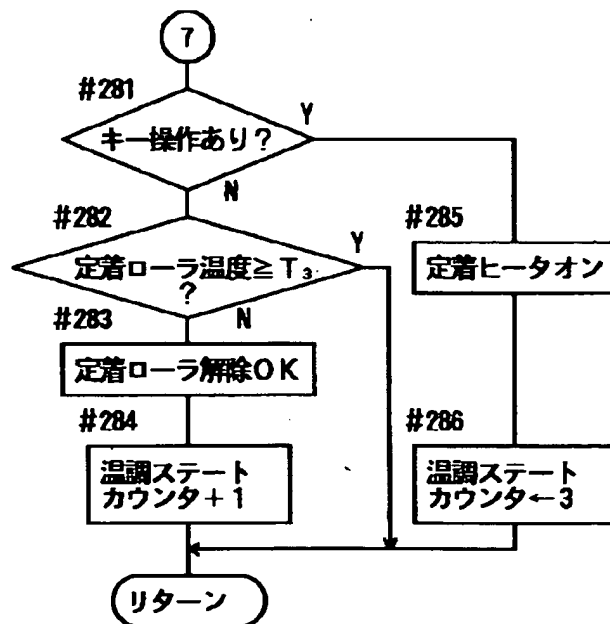 7
#281
キー操作あり?
Y
N
#282
定着ローラ温度≧T₃
?
Y
N
#283
定着ローラ解除OK
#284
温調ステート
カウンタ+1
#285
定着ヒータオン
#286
温調ステート
カウンタ←3
リターン